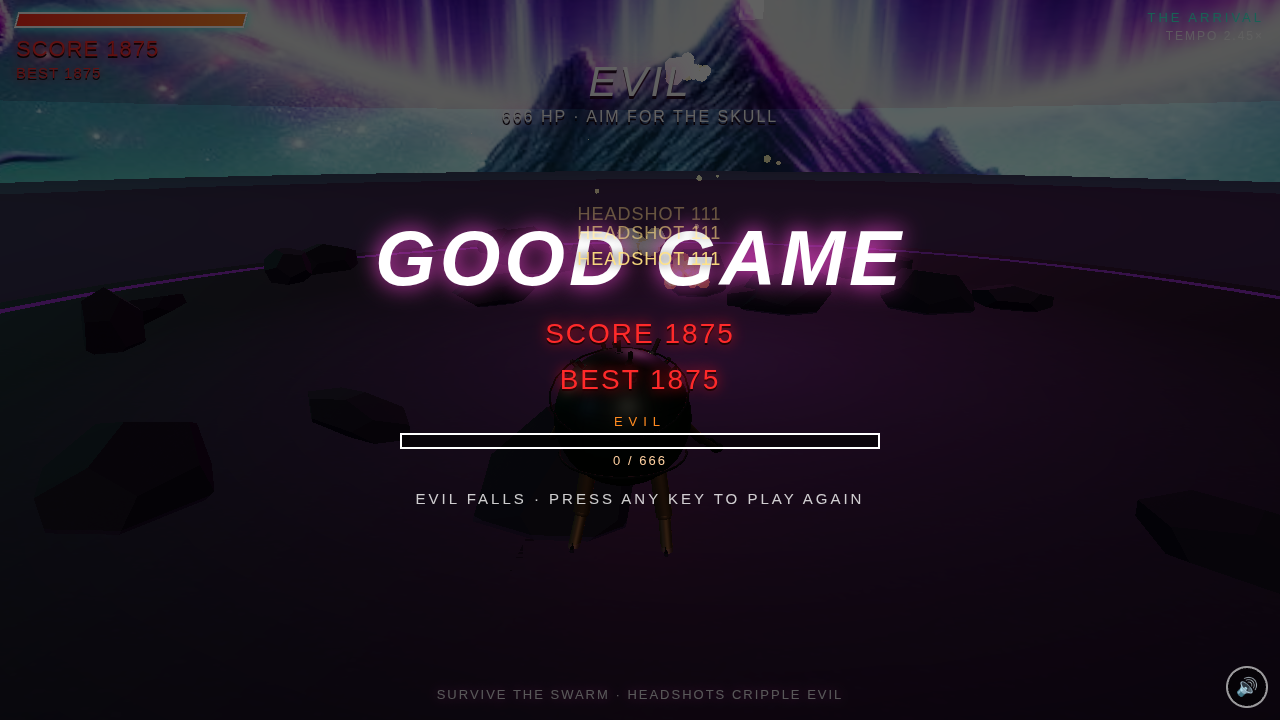 SCORE 1875
BEST 1875
THE ARRIVAL
TEMPO 2.45×
EVIL
666 HP · AIM FOR THE SKULL
HEADSHOT 111
HEADSHOT 111
HEADSHOT 111
GOOD GAME
SCORE 1875
BEST 1875
EVIL
0 / 666
EVIL FALLS · PRESS ANY KEY TO PLAY AGAIN
SURVIVE THE SWARM · HEADSHOTS CRIPPLE EVIL